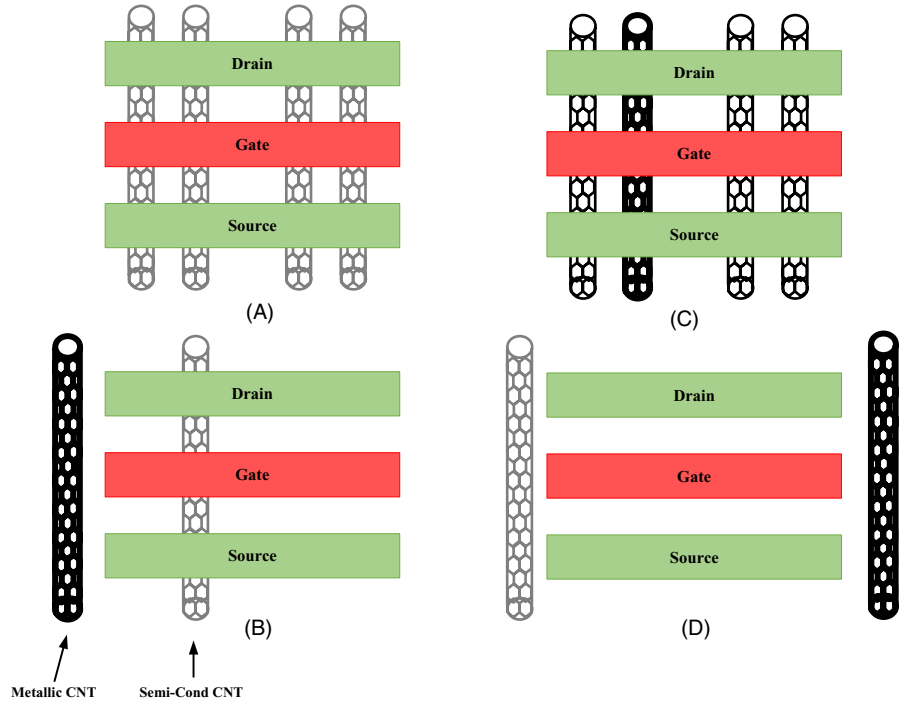 Drain
Gate
Source
(A)
Drain
Gate
Source
(C)
Drain
Gate
Source
(B)
Metallic CNT
Semi-Cond CNT
Drain
Gate
Source
(D)